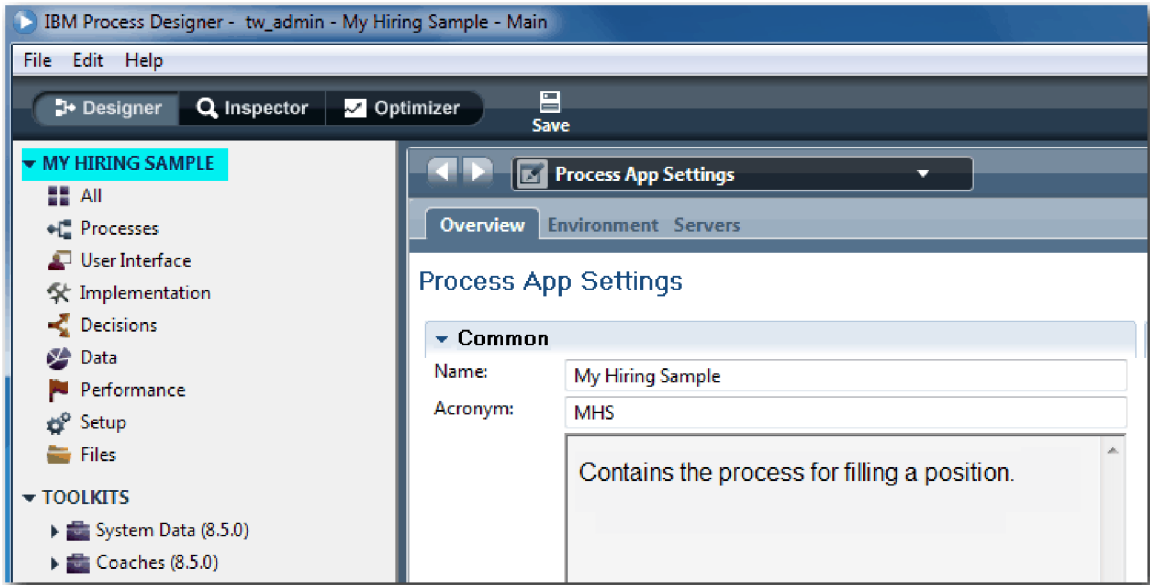 IBM Process Designer - tw_admin - My Hiring Sample - Main
File Edit Help
Designer Inspector Optimizer Save
MY HIRING SAMPLE
All
Processes
User Interface
Implementation
Decisions
Data
Performance
Setup
Files
TOOLKITS
System Data (8.5.0)
Coaches (8.5.0)
Process App Settings
Overview Environment Servers
Process App Settings
Common
Name: My Hiring Sample
Acronym: MHS
Contains the process for filling a position.